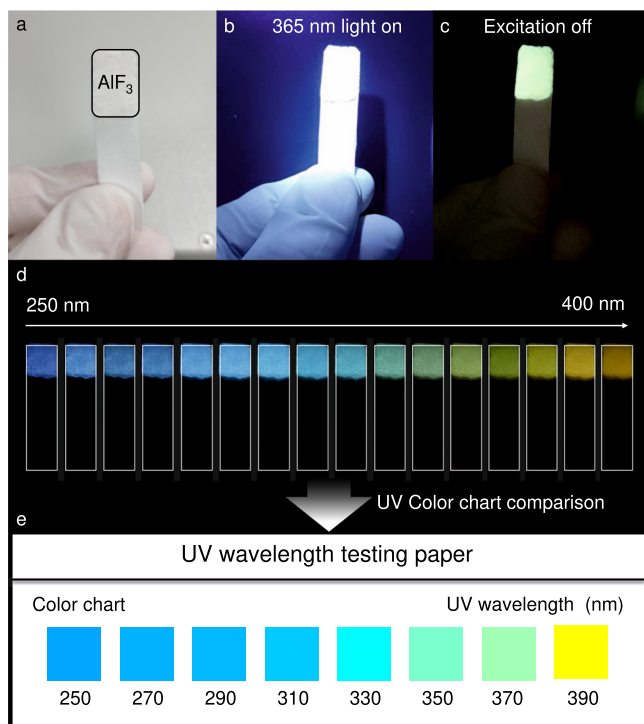 a
AlF₃
b
365 nm light on
c
Excitation off
d
250 nm
400 nm
UV Color chart comparison
e
UV wavelength testing paper
Color chart
UV wavelength (nm)
250 270 290 310 330 350 370 390